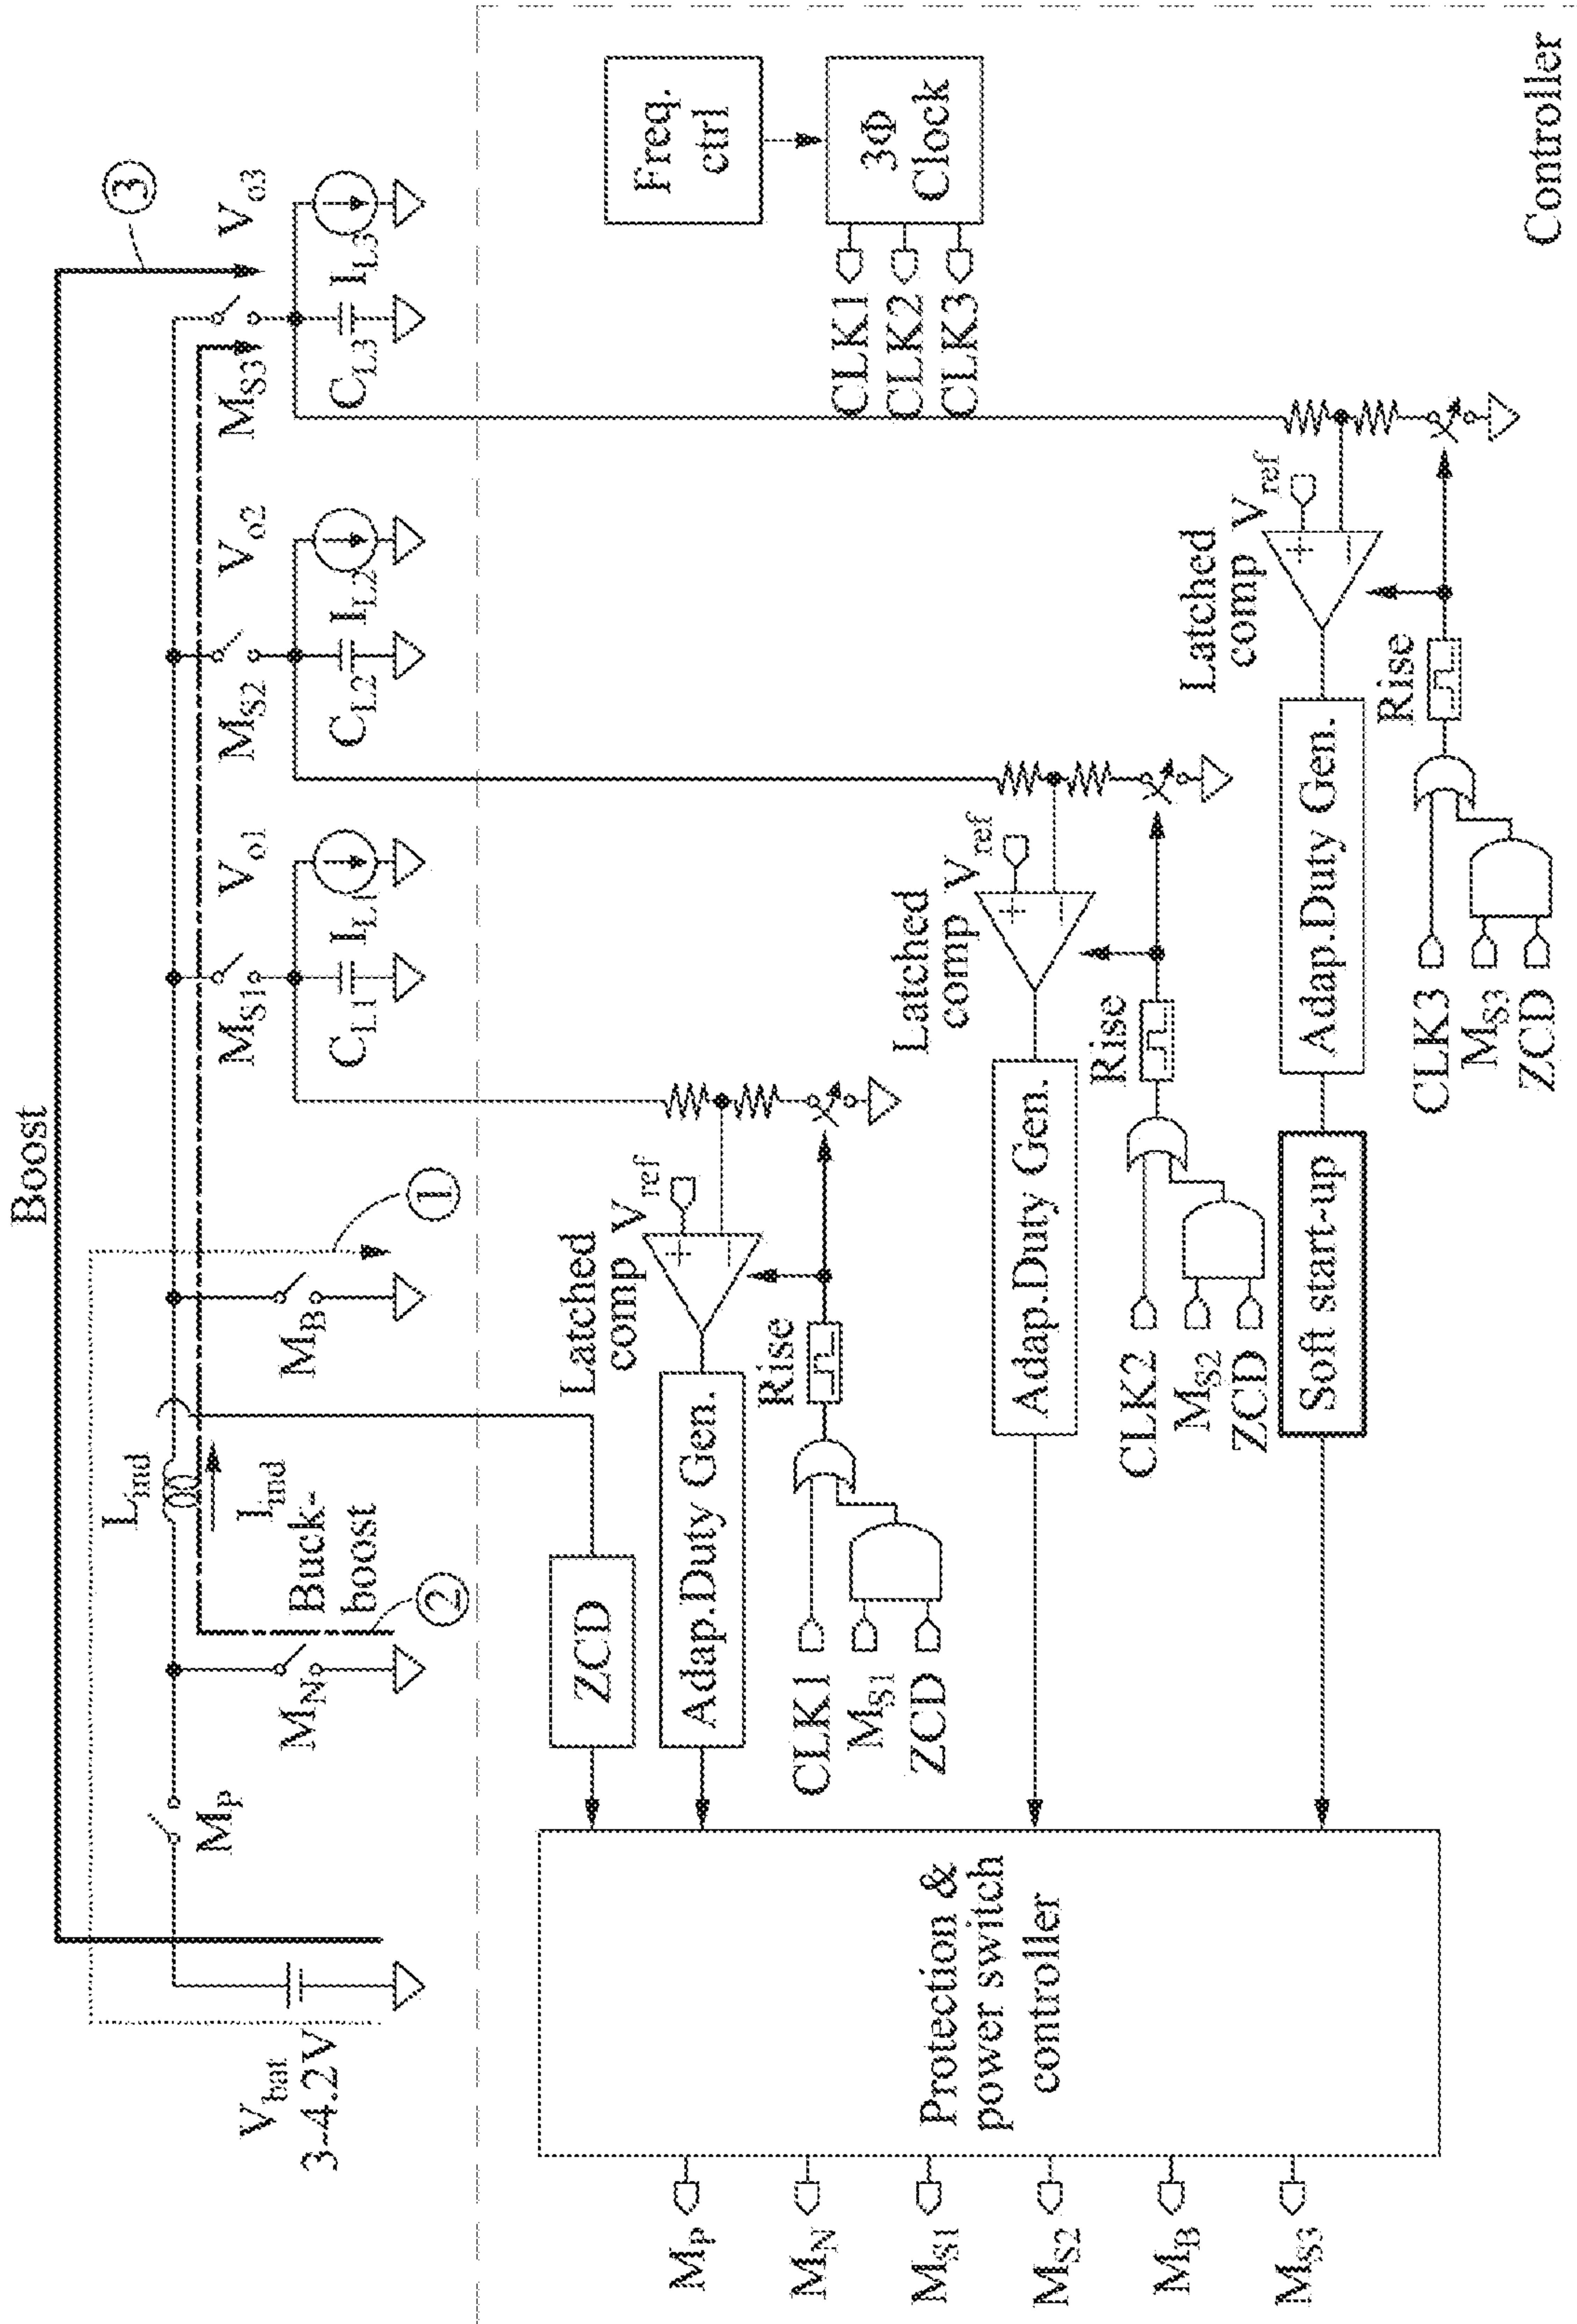 Boost
③
V_bat
3-4.2V
M_P
M_N
Buck-
boost
②
L_ind
I_ind
M_B
①
M_S1
V_o1
C_L1
I_L1
M_S2
V_o2
C_L2
I_L2
M_S3
V_o3
C_L3
I_L3
ZCD
Latched
comp
V_ref
+
−
Adap.Duty Gen.
Rise
CLK1
M_S1
ZCD
Latched
comp
V_ref
+
−
Adap.Duty Gen.
Rise
CLK2
M_S2
ZCD
Latched
comp
V_ref
+
−
Adap.Duty Gen.
Soft start-up
Rise
CLK3
M_S3
ZCD
Freq.
ctrl
3Φ
Clock
CLK1
CLK2
CLK3
Protection &
power switch
controller
M_P
M_N
M_S1
M_S2
M_B
M_S3
Controller